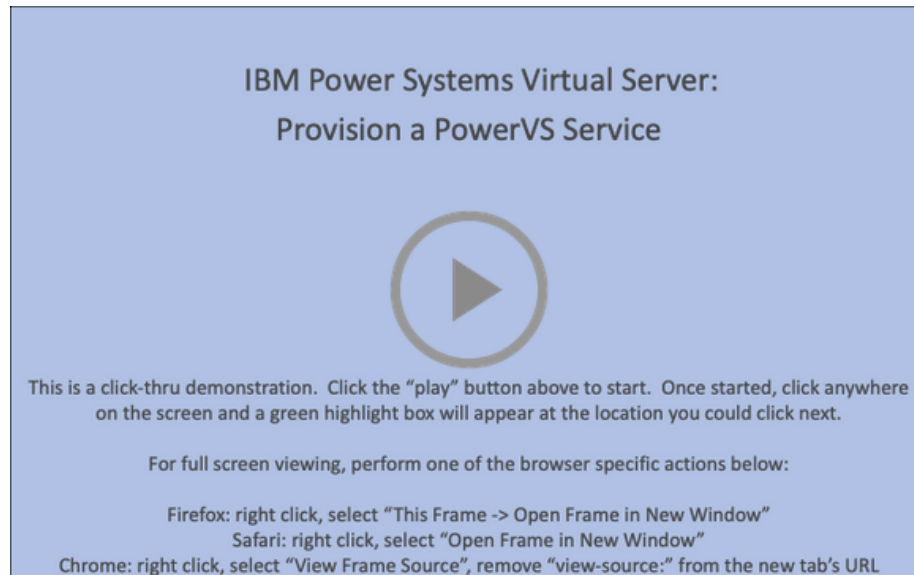 IBM Power Systems Virtual Server:
Provision a PowerVS Service
This is a click-thru demonstration. Click the “play” button above to start. Once started, click anywhere
on the screen and a green highlight box will appear at the location you could click next.
For full screen viewing, perform one of the browser specific actions below:
Firefox: right click, select “This Frame -> Open Frame in New Window”
Safari: right click, select “Open Frame in New Window”
Chrome: right click, select “View Frame Source”, remove “view-source:” from the new tab’s URL